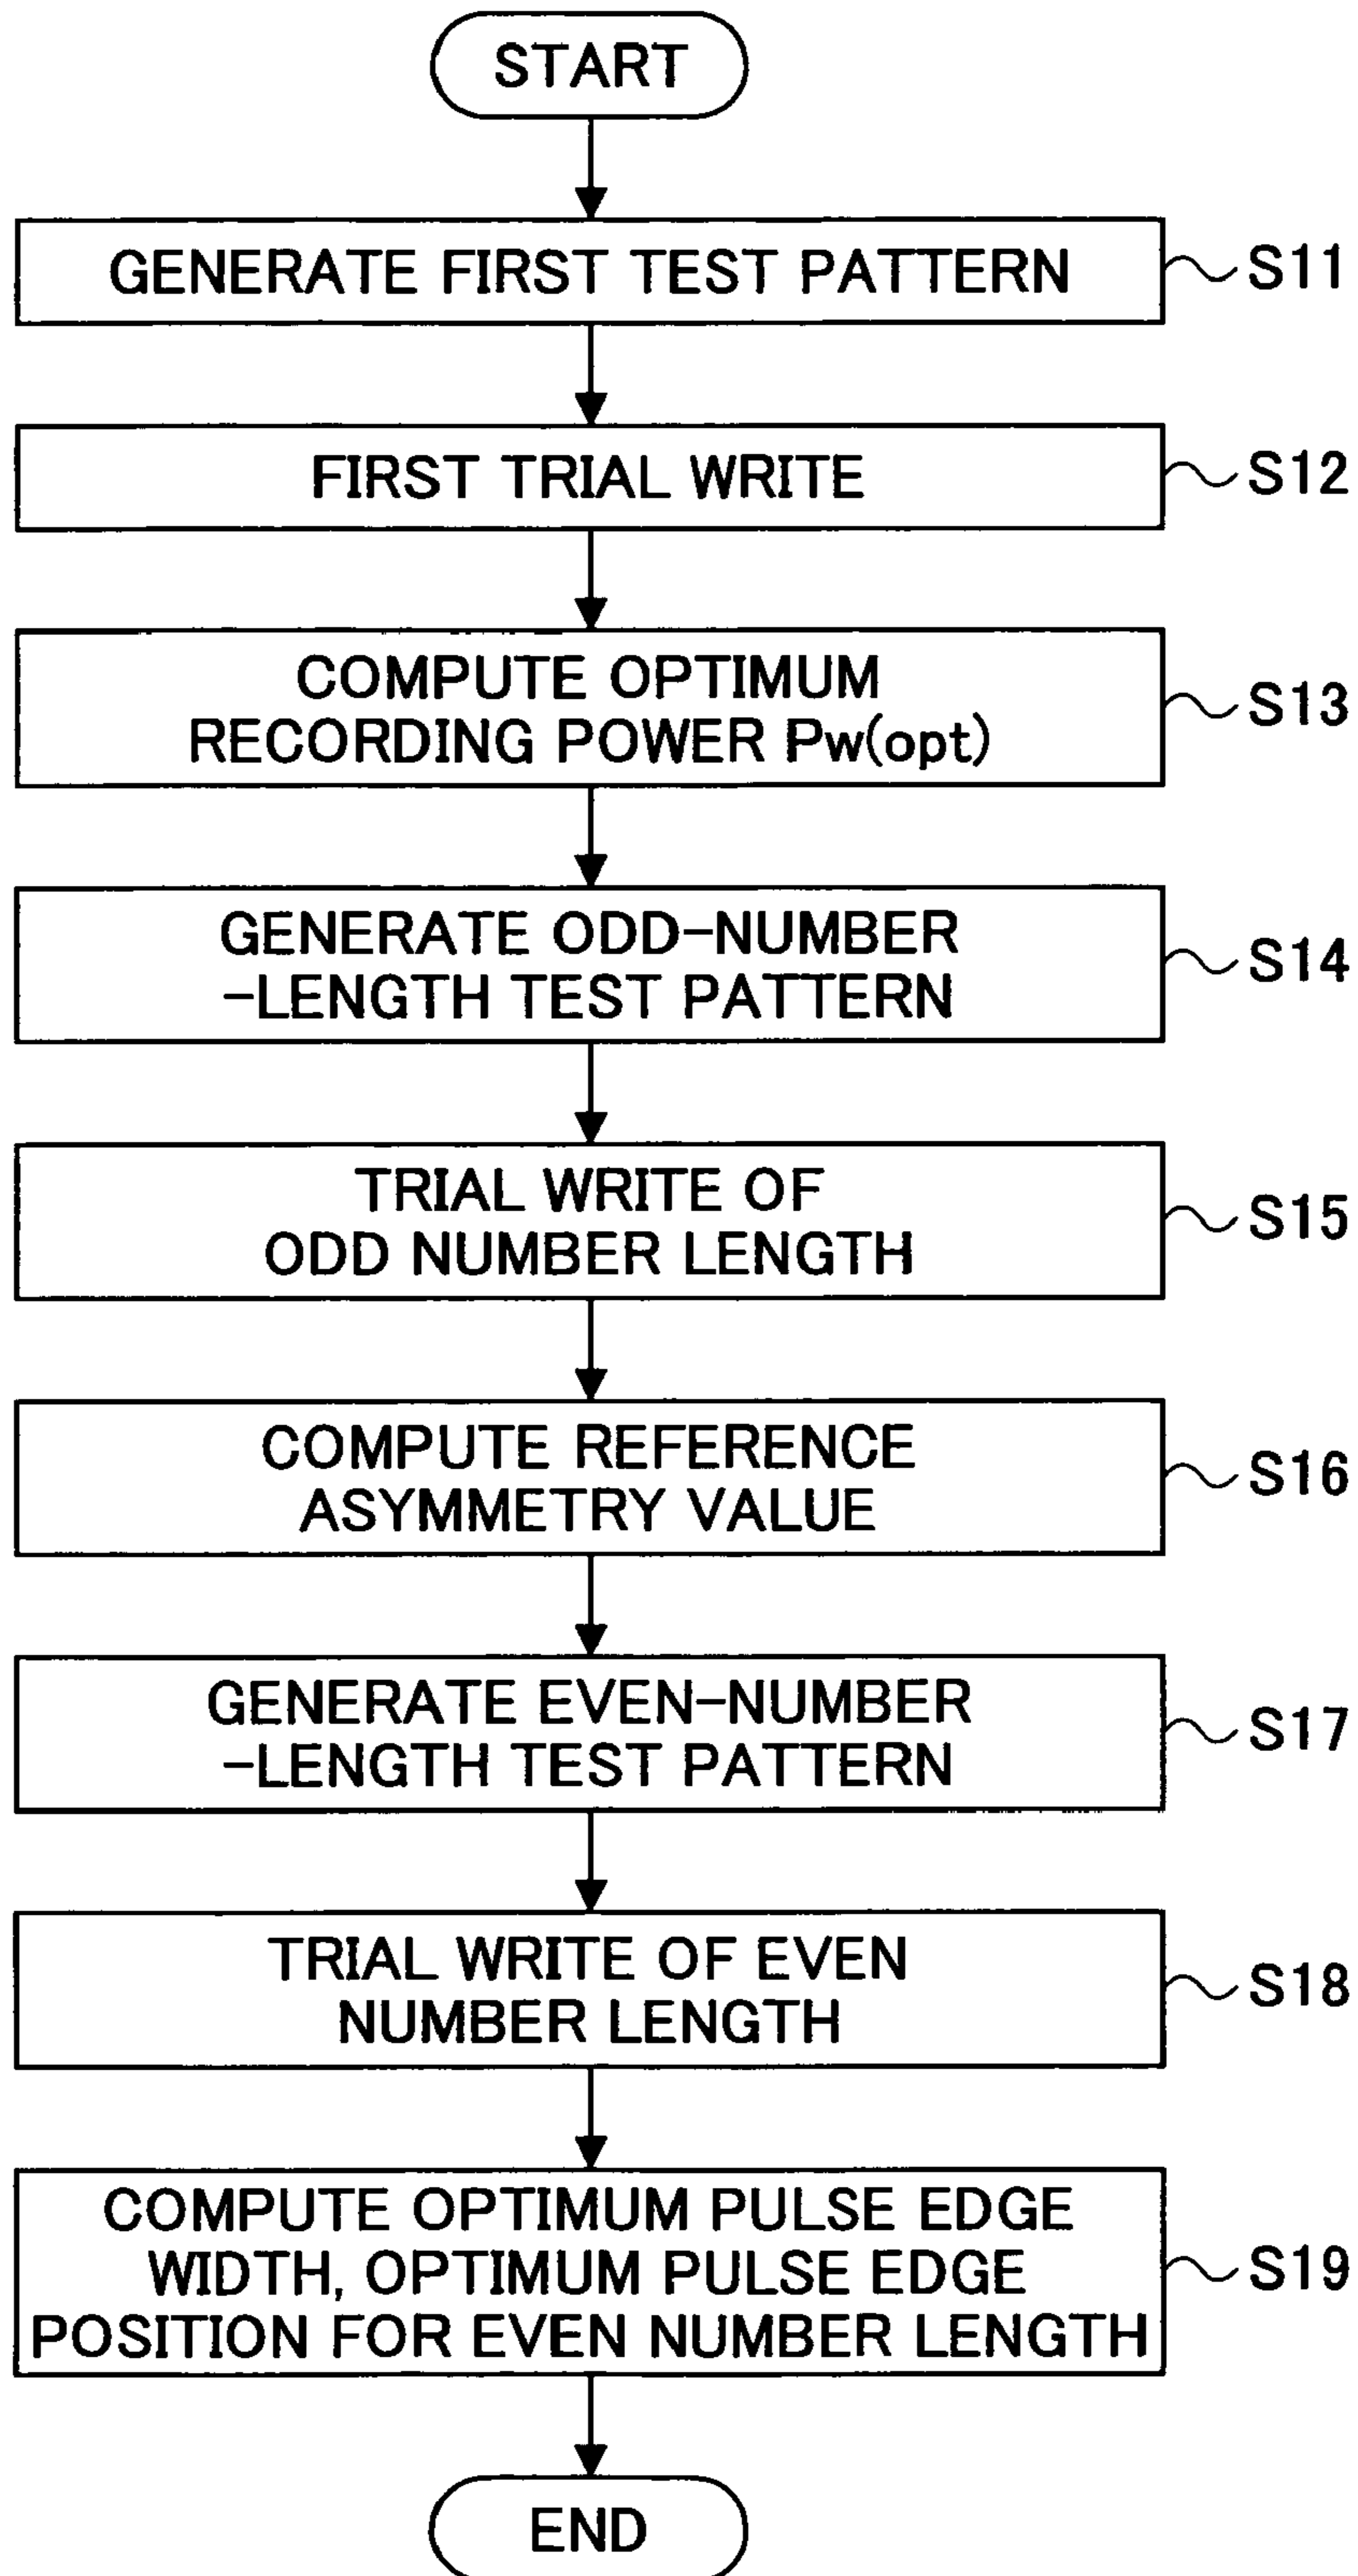 START
GENERATE FIRST TEST PATTERN
S11
FIRST TRIAL WRITE
S12
COMPUTE OPTIMUM
RECORDING POWER Pw(opt)
S13
GENERATE ODD-NUMBER
-LENGTH TEST PATTERN
S14
TRIAL WRITE OF
ODD NUMBER LENGTH
S15
COMPUTE REFERENCE
ASYMMETRY VALUE
S16
GENERATE EVEN-NUMBER
-LENGTH TEST PATTERN
S17
TRIAL WRITE OF EVEN
NUMBER LENGTH
S18
COMPUTE OPTIMUM PULSE EDGE
WIDTH, OPTIMUM PULSE EDGE
POSITION FOR EVEN NUMBER LENGTH
S19
END